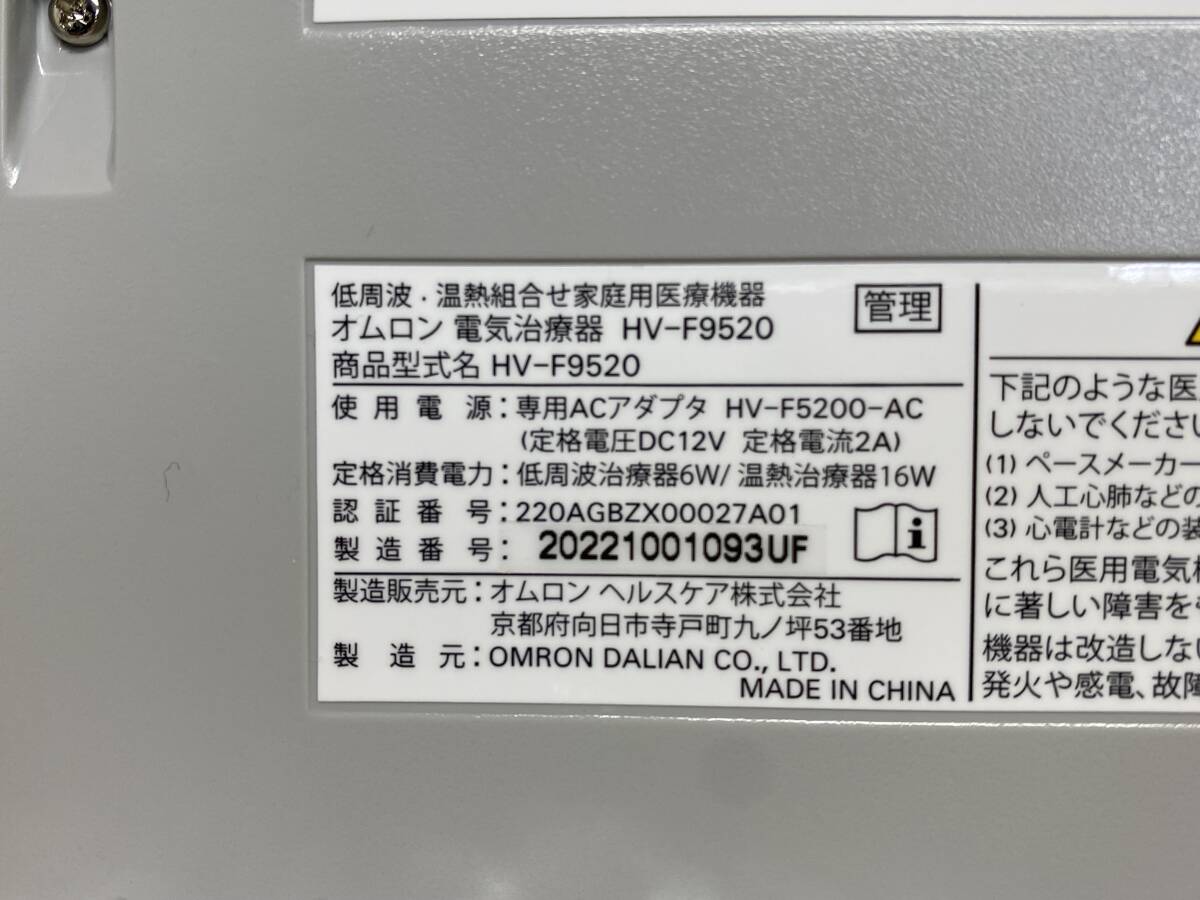 低周波・温熱組合せ家庭用医療機器
管理
オムロン 電気治療器 HV-F9520
商品型式名 HV-F9520
使用電源:専用ACアダプタ HV-F5200-AC
(定格電圧DC12V 定格電流2A)
定格消費電力:低周波治療器6W/温熱治療器16W
認証番号:220AGBZX00027A01
製造番号: 20221001093UF
製造販売元:オムロン ヘルスケア株式会社
京都府向日市寺戸町九ノ坪53番地
製造元:OMRON DALIAN CO., LTD.
MADE IN CHINA
下記のような医
しないでくださ
(1) ペースメーカー
(2) 人工心肺などの
(3) 心電計などの装
これら医用電気
に著しい障害を
機器は改造しな
発火や感電、故障